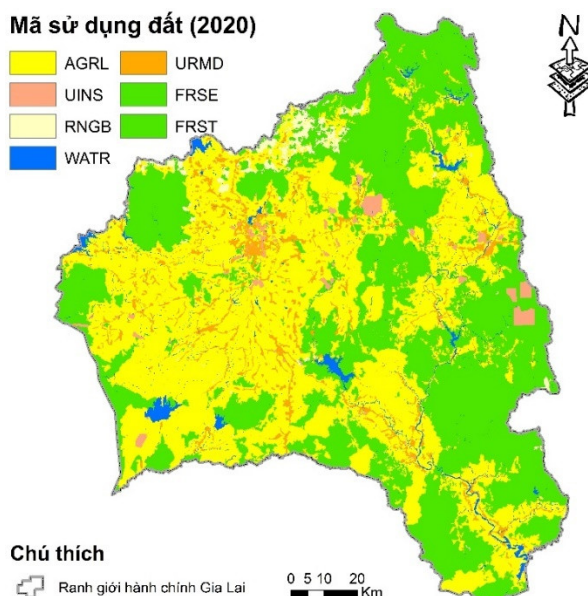 Mã sử dụng đất (2020)
AGRL URMD
UINS FRSE
RNGB FRST
WATR
N
Chú thích
Ranh giới hành chính Gia Lai
0 5 10 20
Km